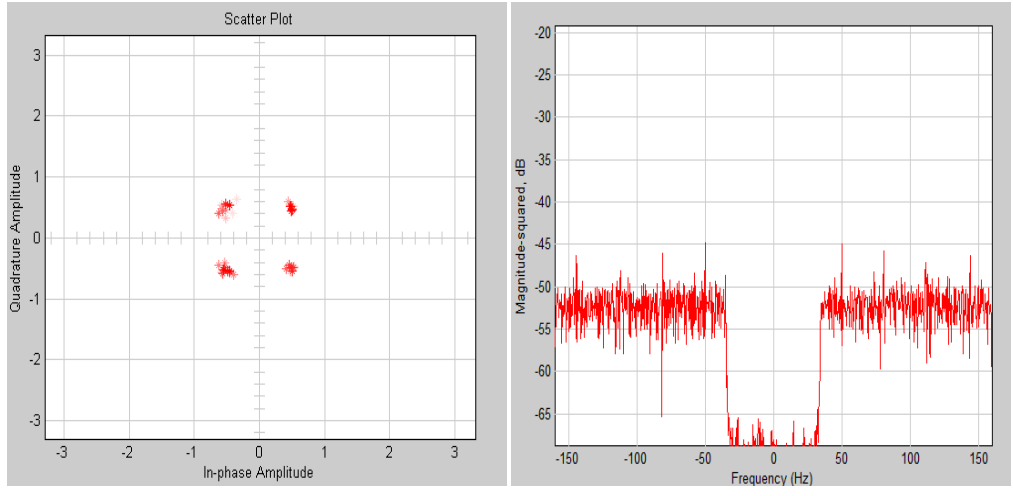 Scatter Plot
3
2
1
0
-1
-2
-3
Quadrature Amplitude
-3 -2 -1 0 1 2 3
In-phase Amplitude
-20
-25
-30
-35
-40
-45
-50
-55
-60
-65
Magnitude-squared, dB
-150 -100 -50 0 50 100 150
Frequency (Hz)